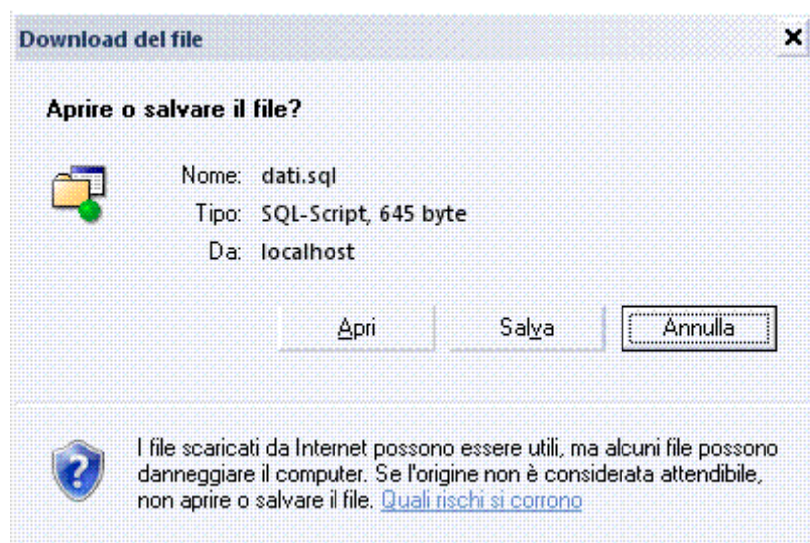 Download del file
Aprire o salvare il file?
Nome: dati.sql
Tipo: SQL-Script, 645 byte
Da: localhost
Apri Salva Annulla
I file scaricati da Internet possono essere utili, ma alcuni file possono
danneggiare il computer. Se l'origine non è considerata attendibile,
non aprire o salvare il file. Quali rischi si corrono